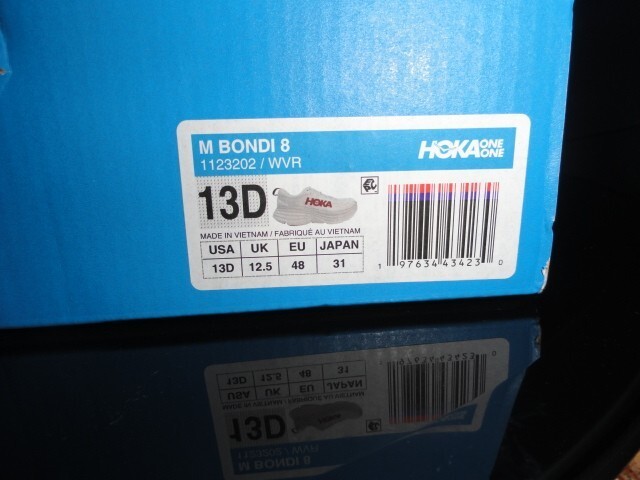 M BONDI 8
1123202 / WVR
HOKA ONE ONE
13D
HOKA
MADE IN VIETNAM / FABRIQUÉ AU VIETNAM
USA UK EU JAPAN
13D 12.5 48 31
1 97634 43423 0